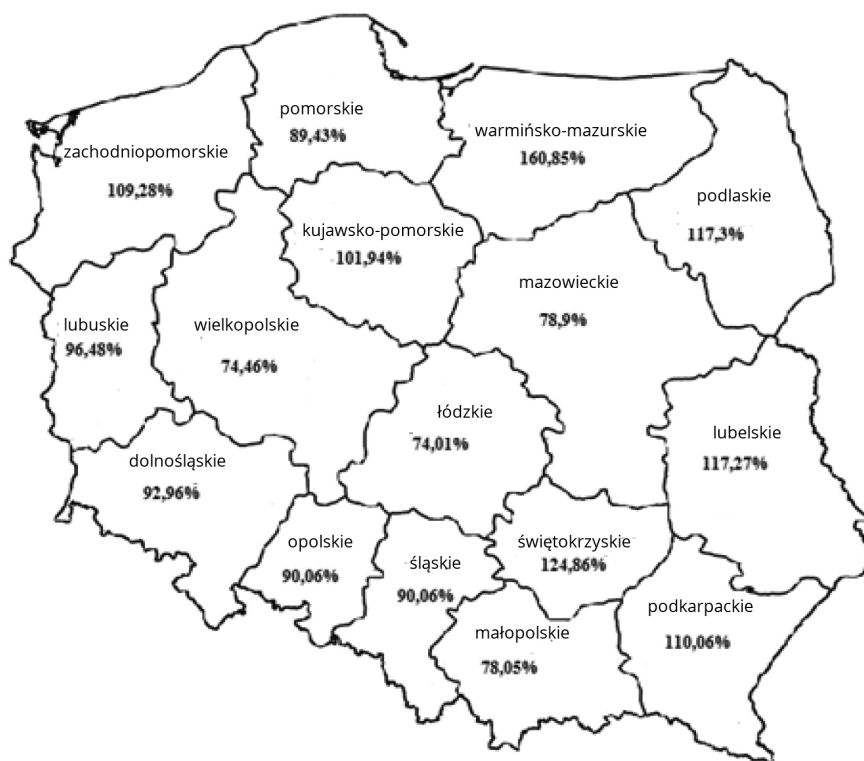 pomorskie
89,43%
warmińsko-mazurskie
160,85%
zachodniopomorskie
109,28%
podlaskie
117,3%
kujawsko-pomorskie
101,94%
mazowieckie
78,9%
lubuskie
96,48%
wielkopolskie
74,46%
łódzkie
74,01%
lubelskie
117,27%
dolnośląskie
92,96%
opolskie
90,06%
śląskie
90,06%
świętokrzyskie
124,86%
podkarpackie
110,06%
małopolskie
78,05%